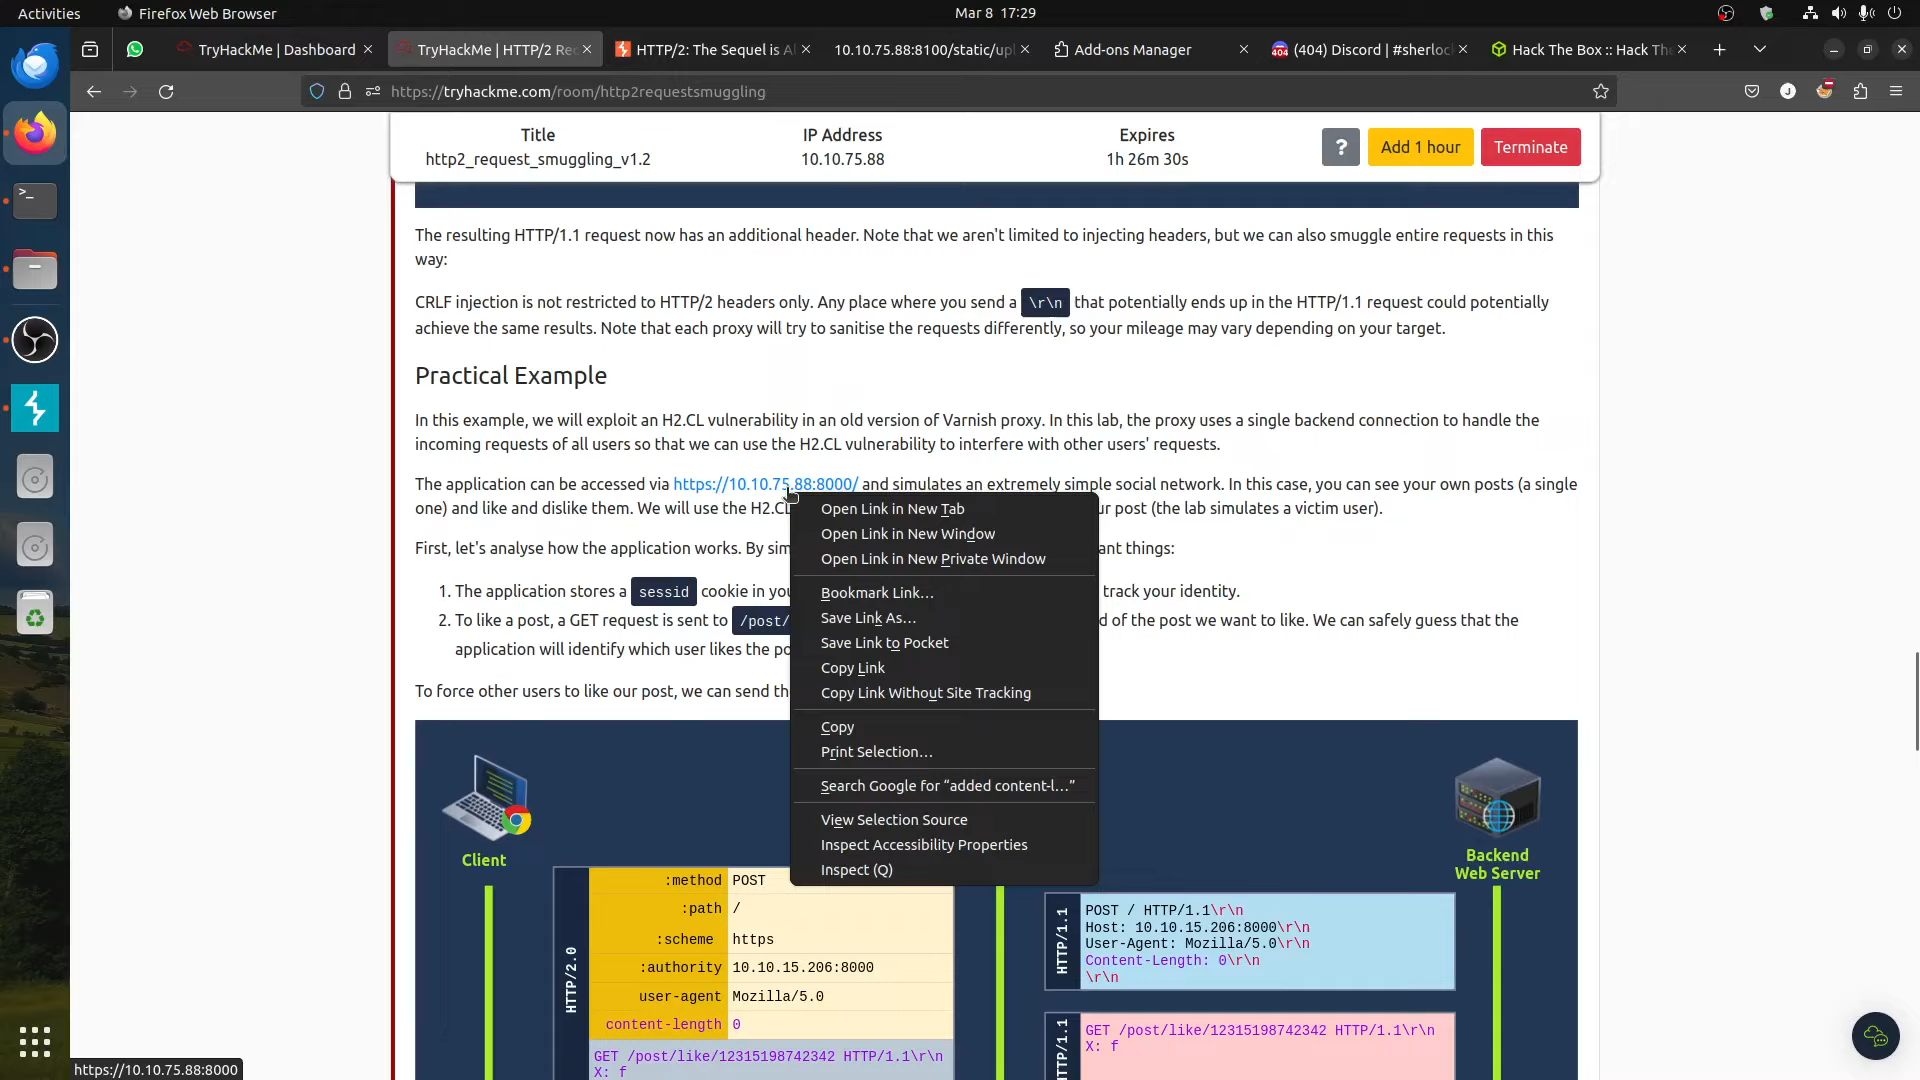 Activities
Firefox Web Browser
Mar 8 17:29
TryHackMe | Dashboard
TryHackMe | HTTP/2 Re
HTTP/2: The Sequel is Al
10.10.75.88:8100/static/upl
Add-ons Manager
404
(404) Discord | #sherloc
Hack The Box :: Hack The
https://tryhackme.com/room/http2requestsmuggling
J
Title
IP Address
Expires
http2_request_smuggling_v1.2
10.10.75.88
1h 26m 30s
?
Add 1 hour
Terminate
The resulting HTTP/1.1 request now has an additional header. Note that we aren't limited to injecting headers, but we can also smuggle entire requests in this
way:
CRLF injection is not restricted to HTTP/2 headers only. Any place where you send a \r\n that potentially ends up in the HTTP/1.1 request could potentially
achieve the same results. Note that each proxy will try to sanitise the requests differently, so your mileage may vary depending on your target.
Practical Example
In this example, we will exploit an H2.CL vulnerability in an old version of Varnish proxy. In this lab, the proxy uses a single backend connection to handle the
incoming requests of all users so that we can use the H2.CL vulnerability to interfere with other users' requests.
The application can be accessed via https://10.10.75.88:8000/ and simulates an extremely simple social network. In this case, you can see your own posts (a single
one) and like and dislike them. We will use the H2.CL
ur post (the lab simulates a victim user).
First, let's analyse how the application works. By sim
ant things:
1. The application stores a sessid cookie in you
track your identity.
2. To like a post, a GET request is sent to /post/
d of the post we want to like. We can safely guess that the
application will identify which user likes the po
To force other users to like our post, we can send th
Open Link in New Tab
Open Link in New Window
Open Link in New Private Window
Bookmark Link…
Save Link As…
Save Link to Pocket
Copy Link
Copy Link Without Site Tracking
Copy
Print Selection…
Search Google for “added content-l…”
View Selection Source
Inspect Accessibility Properties
Inspect (Q)
Client
Backend
Web Server
HTTP/2.0
:method POST
:path /
:scheme https
:authority 10.10.15.206:8000
user-agent Mozilla/5.0
content-length 0
GET /post/like/12315198742342 HTTP/1.1\r\n
X: f
HTTP/1.1
POST / HTTP/1.1\r\n
Host: 10.10.15.206:8000\r\n
User-Agent: Mozilla/5.0\r\n
Content-Length: 0\r\n
\r\n
HTTP/1.1
GET /post/like/12315198742342 HTTP/1.1\r\n
X: f
https://10.10.75.88:8000